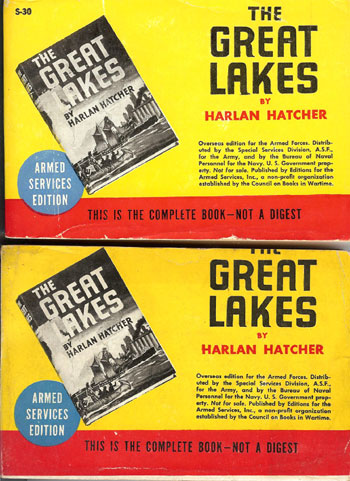 S-30
THE
GREAT
LAKES
BY
HARLAN HATCHER
THE
GREAT
LAKES
BY
HARLAN HATCHER
Overseas edition for the Armed Forces. Distrib-
uted by the Special Services Division, A.S.F.,
for the Army, and by the Bureau of Naval
Personnel for the Navy. U. S. Government prop-
erty. Not for sale. Published by Editions for the
Armed Services, Inc., a non-profit organization
established by the Council on Books in Wartime.
ARMED
SERVICES
EDITION
THIS IS THE COMPLETE BOOK—NOT A DIGEST
THE
GREAT
LAKES
BY HARLAN HATCHER
THE
GREAT
LAKES
BY
HARLAN HATCHER
Overseas edition for the Armed Forces. Distrib-
uted by the Special Services Division, A.S.F.,
for the Army, and by the Bureau of Naval
Personnel for the Navy. U. S. Government prop-
erty. Not for sale. Published by Editions for the
Armed Services, Inc., a non-profit organization
established by the Council on Books in Wartime.
ARMED
SERVICES
EDITION
THIS IS THE COMPLETE BOOK—NOT A DIGEST